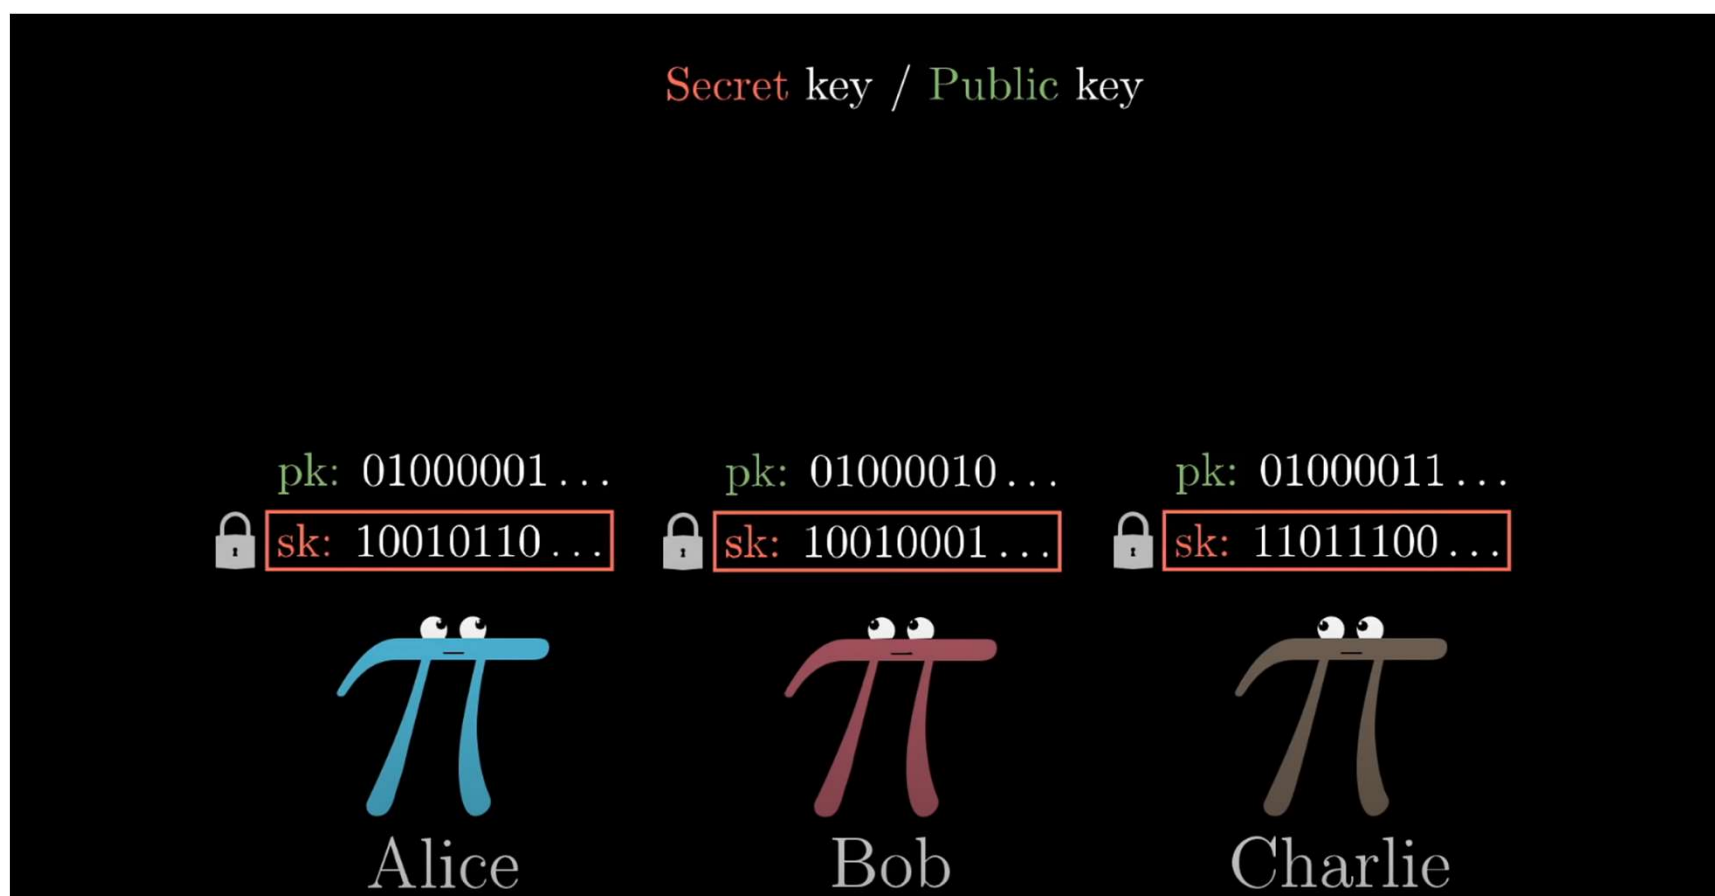 Secret key / Public key
pk: 01000001...
sk: 10010110...
pk: 01000010...
sk: 10010001...
pk: 01000011...
sk: 11011100...
Alice
Bob
Charlie